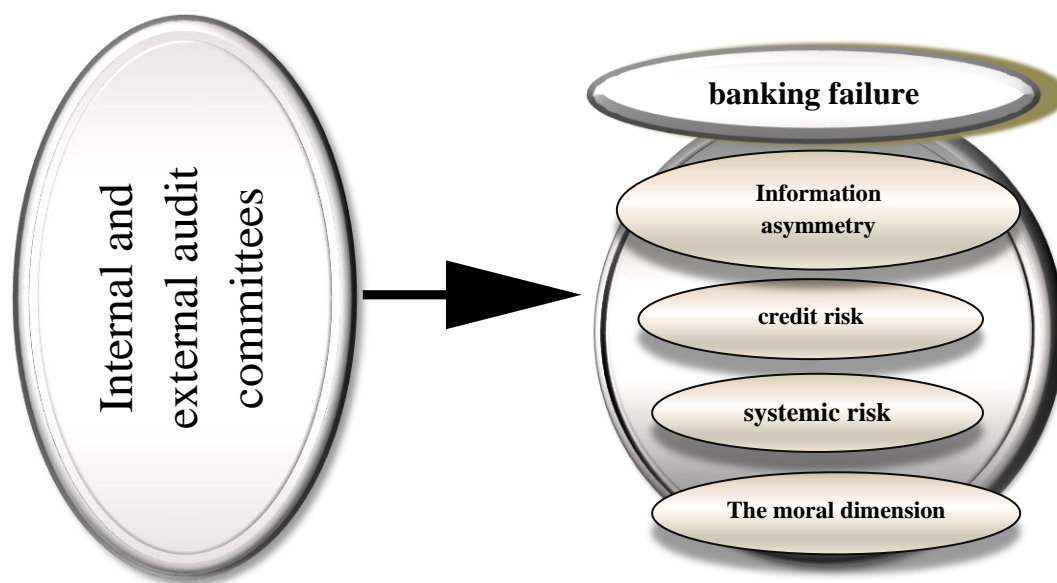 Internal and
external audit
committees
banking failure
Information
asymmetry
credit risk
systemic risk
The moral dimension